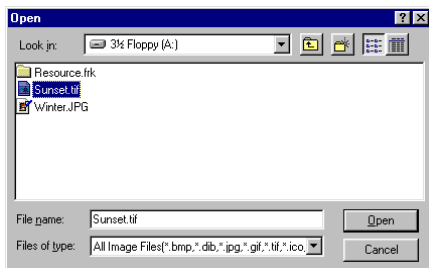 Open
Look in: 3½ Floppy (A:)
Resource.frk
Sunset.tif
Winter.JPG
File name: Sunset.tif Open
Files of type: All Image Files(*.bmp,*.dib,*.jpg,*.gif,*.tif,*.ico, Cancel